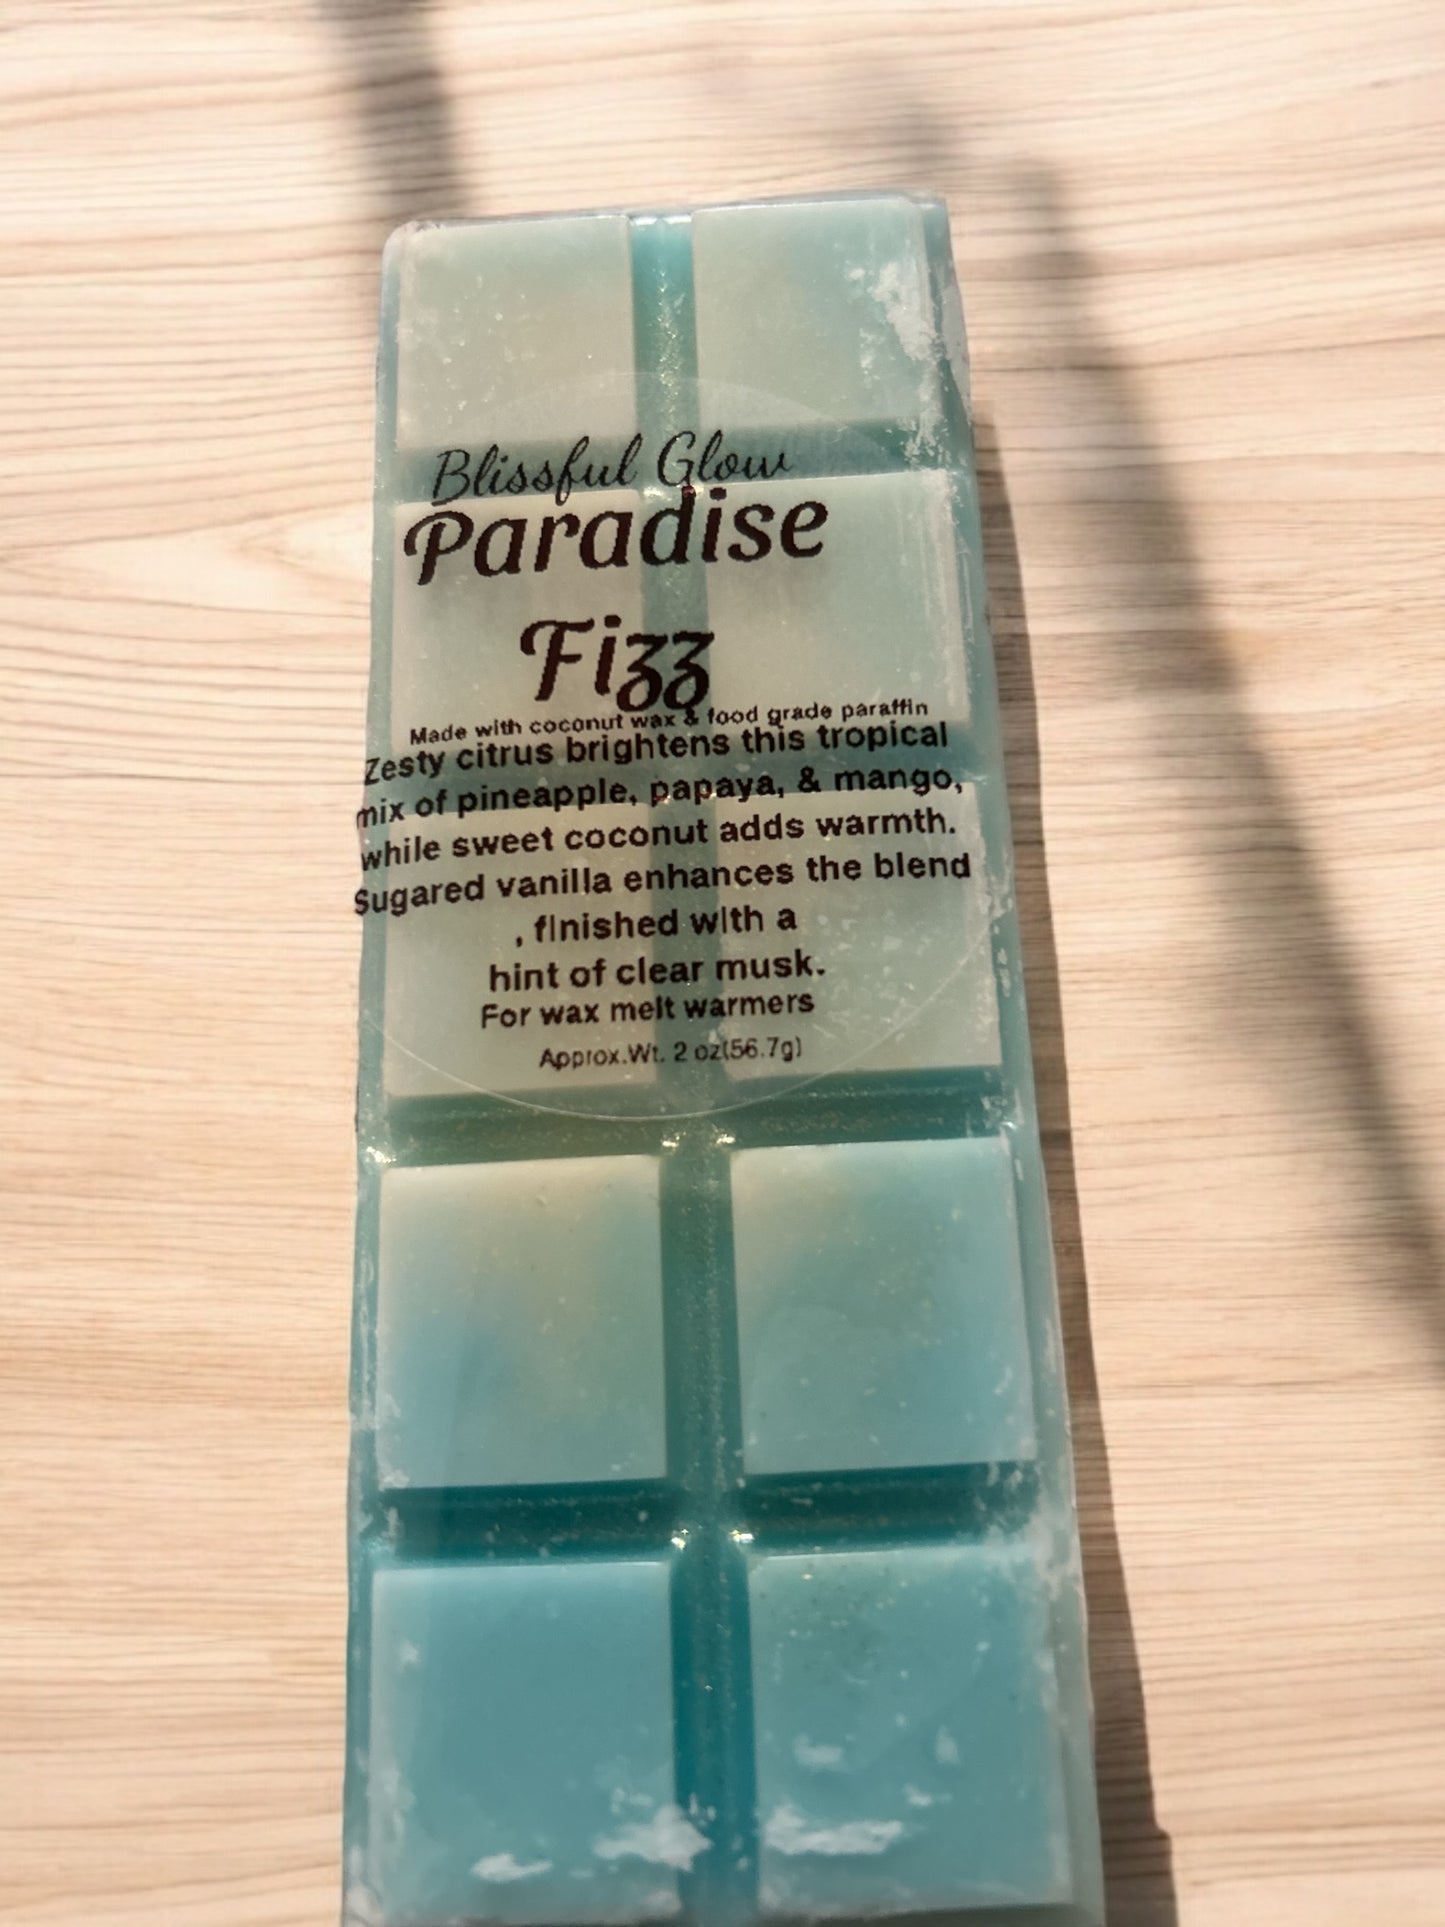 Blissful Glow
Paradise
Fizz
Made with coconut wax & food grade paraffin
Zesty citrus brightens this tropical
mix of pineapple, papaya, & mango,
while sweet coconut adds warmth.
Sugared vanilla enhances the blend
, finished with a
hint of clear musk.
For wax melt warmers
Approx.Wt. 2 oz(56.7g)